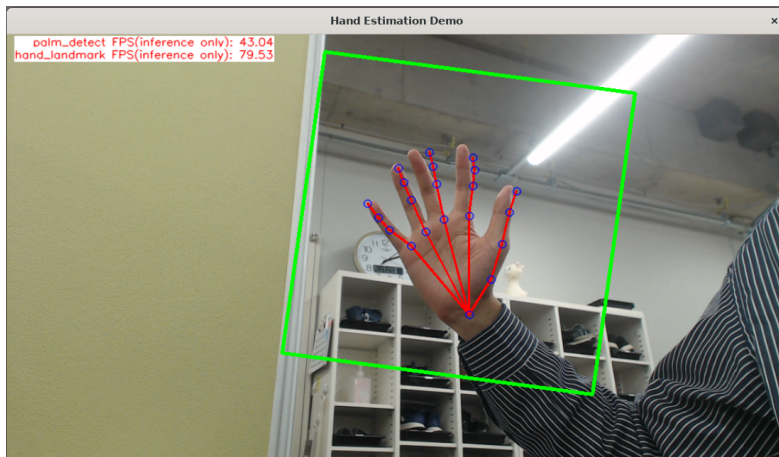 Hand Estimation Demo
×
palm_detect FPS(inference only): 43.04
hand_landmark FPS(inference only): 79.53